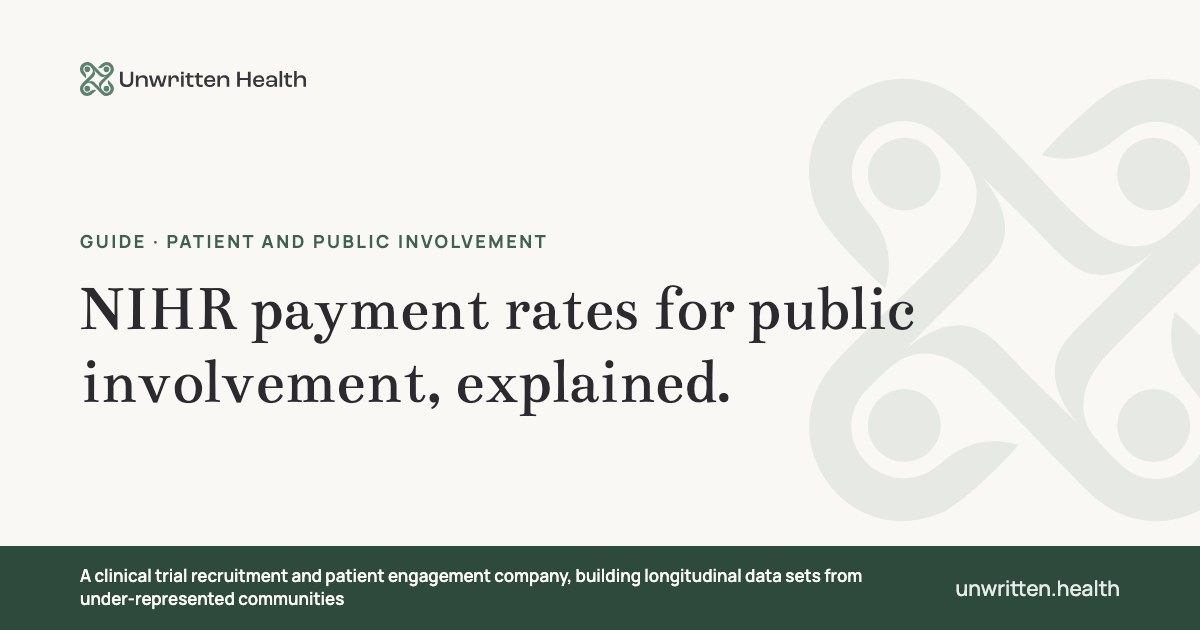 Unwritten Health
GUIDE · PATIENT AND PUBLIC INVOLVEMENT
NIHR payment rates for public
involvement, explained.
A clinical trial recruitment and patient engagement company, building longitudinal data sets from
under-represented communities
unwritten.health